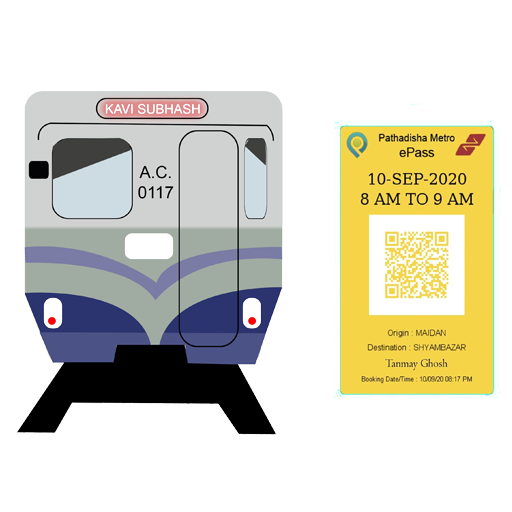 KAVI SUBHASH
A.C.
0117
Pathadisha Metro
ePass
10-SEP-2020
8 AM TO 9 AM
Origin : MAIDAN
Destination : SHYAMBAZAR
Tanmay Ghosh
Booking Date/Time : 10/09/20 08:17 PM